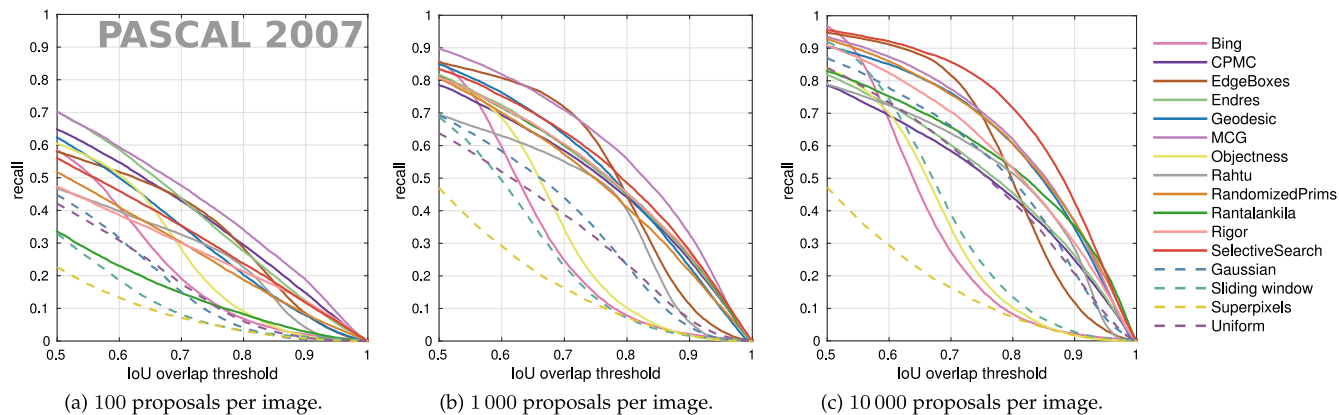 PASCAL 2007
recall
1
0.9
0.8
0.7
0.6
0.5
0.4
0.3
0.2
0.1
0
0.5 0.6 0.7 0.8 0.9 1
IoU overlap threshold
(a) 100 proposals per image.
recall
1
0.9
0.8
0.7
0.6
0.5
0.4
0.3
0.2
0.1
0
0.5 0.6 0.7 0.8 0.9 1
IoU overlap threshold
(b) 1 000 proposals per image.
recall
1
0.9
0.8
0.7
0.6
0.5
0.4
0.3
0.2
0.1
0
0.5 0.6 0.7 0.8 0.9 1
IoU overlap threshold
(c) 10 000 proposals per image.
Bing
CPMC
EdgeBoxes
Endres
Geodesic
MCG
Objectness
Rahtu
RandomizedPrims
Rantalankila
Rigor
SelectiveSearch
Gaussian
Sliding window
Superpixels
Uniform